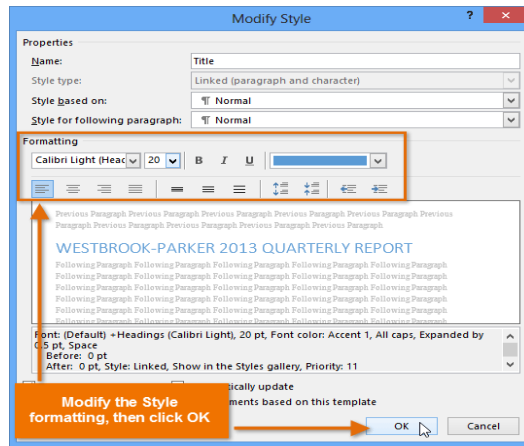 Modify Style
?
Properties
Name:
Title
Style type:
Linked (paragraph and character)
Style based on:
¶ Normal
Style for following paragraph:
¶ Normal
Formatting
Calibri Light (Head 20 B I U
Previous Paragraph Previous Paragraph Previous Paragraph Previous Paragraph Previous Paragraph Previous
Paragraph Previous Paragraph Previous Paragraph Previous Paragraph Previous Paragraph
WESTBROOK-PARKER 2013 QUARTERLY REPORT
Following Paragraph Following Paragraph Following Paragraph Following Paragraph Following Paragraph
Following Paragraph Following Paragraph Following Paragraph Following Paragraph Following Paragraph
Following Paragraph Following Paragraph Following Paragraph Following Paragraph Following Paragraph
Following Paragraph Following Paragraph Following Paragraph Following Paragraph Following Paragraph
Following Paragraph Following Paragraph Following Paragraph Following Paragraph Following Paragraph
Font: (Default) +Headings (Calibri Light), 20 pt, Font color: Accent 1, All caps, Expanded by
0.5 pt, Space
Before: 0 pt
After: 0 pt, Style: Linked, Show in the Styles gallery, Priority: 11
update
based on this template
Modify the Style
formatting, then click OK
OK
Cancel